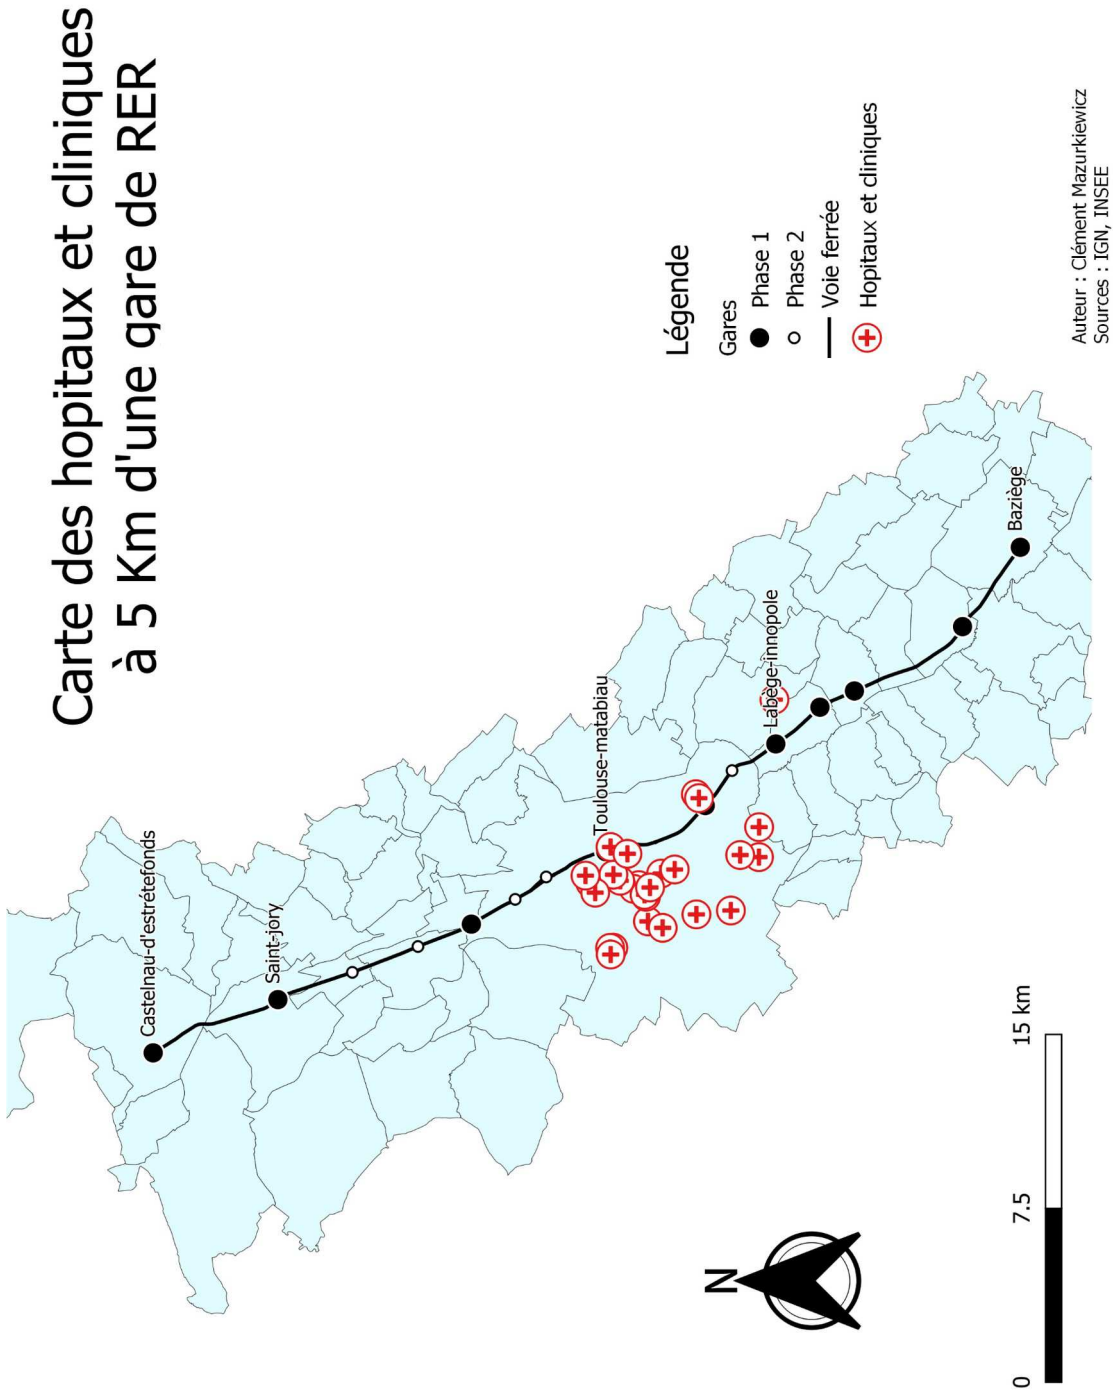 Carte des hopitaux et cliniques
à 5 Km d'une gare de RER
Castelnau-d'estrétefonds
Saint-jory
Toulouse-matabiau
Labège-innopole
Baziège
Légende
Gares
Phase 1
Phase 2
Voie ferrée
Hopitaux et cliniques
N
0 7.5 15 km
Auteur : Clément Mazurkiewicz
Sources : IGN, INSEE